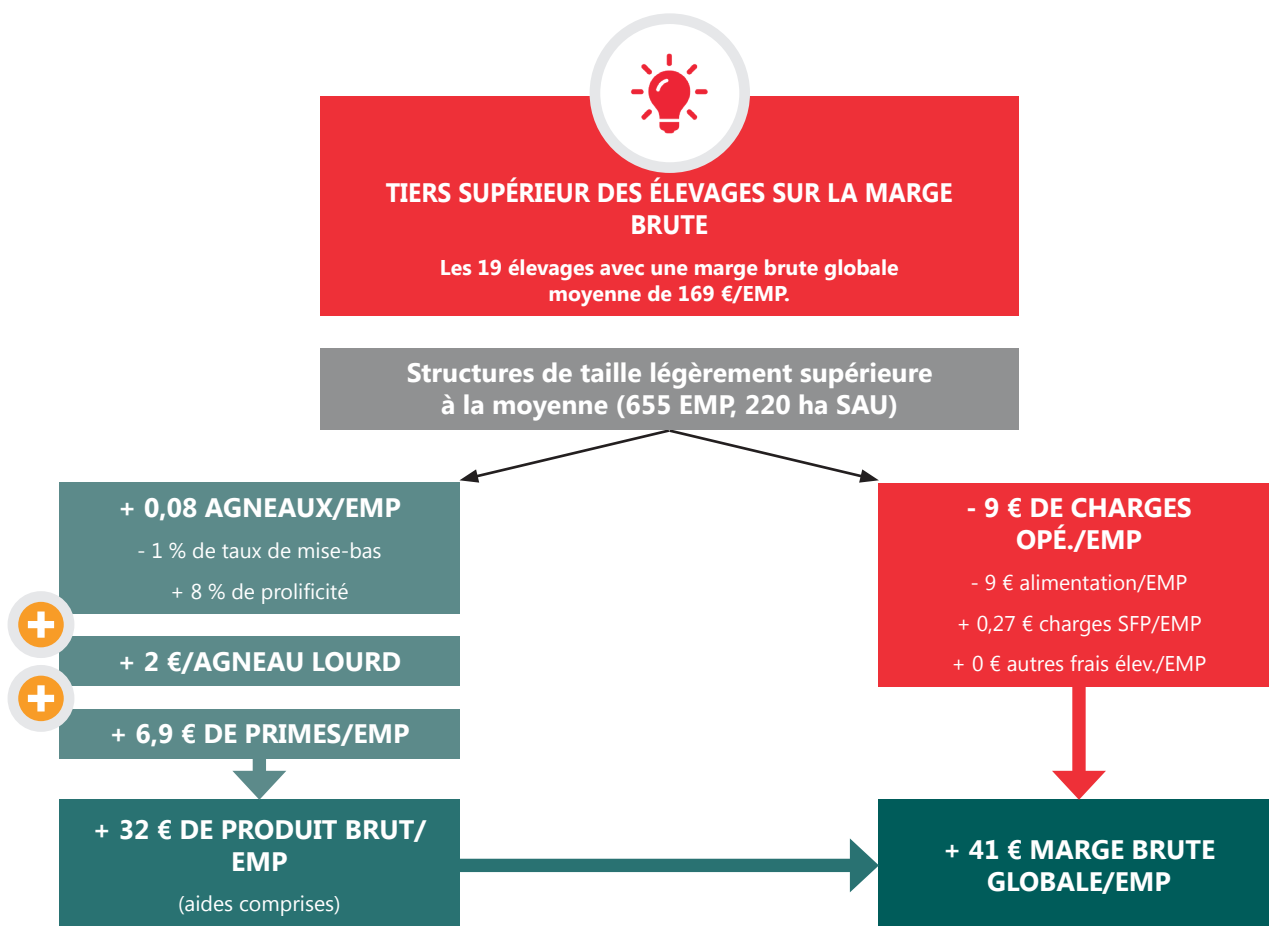 TIERS SUPÉRIEUR DES ÉLEVAGES SUR LA MARGE
BRUTE
Les 19 élevages avec une marge brute globale
moyenne de 169 €/EMP.
Structures de taille légèrement supérieure
à la moyenne (655 EMP, 220 ha SAU)
+ 0,08 AGNEAUX/EMP
- 1 % de taux de mise-bas
+ 8 % de prolificité
+ 2 €/AGNEAU LOURD
+ 6,9 € DE PRIMES/EMP
+ 32 € DE PRODUIT BRUT/
EMP
(aides comprises)
- 9 € DE CHARGES
OPÉ./EMP
- 9 € alimentation/EMP
+ 0,27 € charges SFP/EMP
+ 0 € autres frais élev./EMP
+ 41 € MARGE BRUTE
GLOBALE/EMP